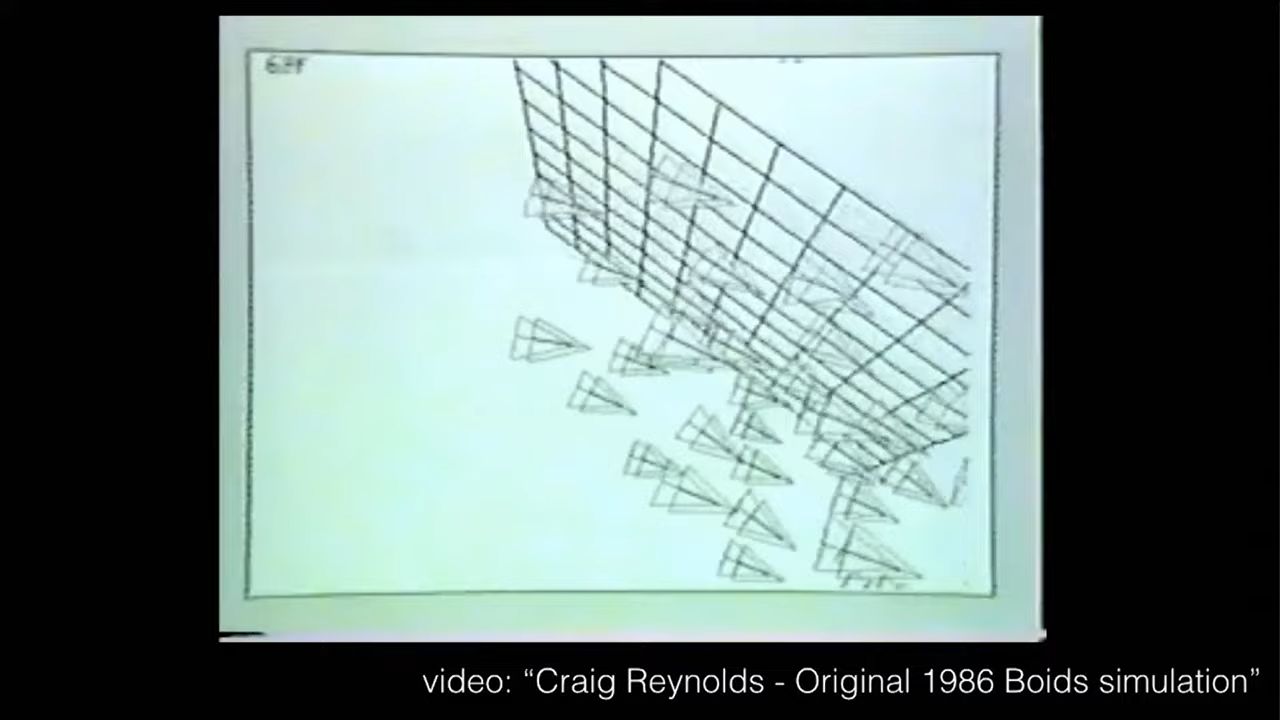 video: “Craig Reynolds - Original 1986 Boids simulation”